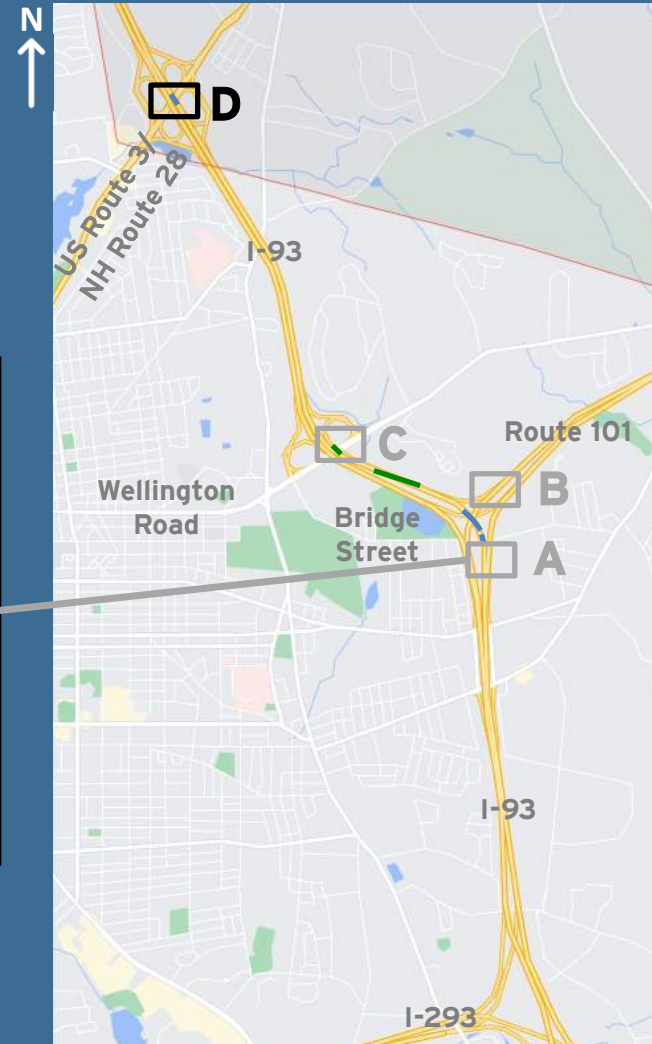 N
D
US Route 3/
NH Route 28
I-93
C
Route 101
Wellington
Road
B
Bridge
Street
A
I-93
I-293